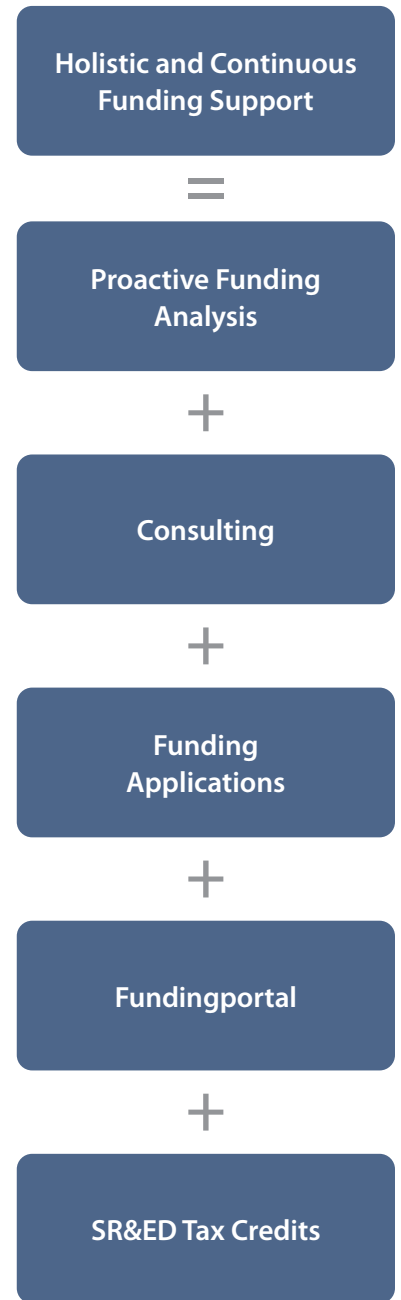 Holistic and Continuous
Funding Support
=
Proactive Funding
Analysis
+
Consulting
+
Funding
Applications
+
Fundingportal
+
SR&ED Tax Credits